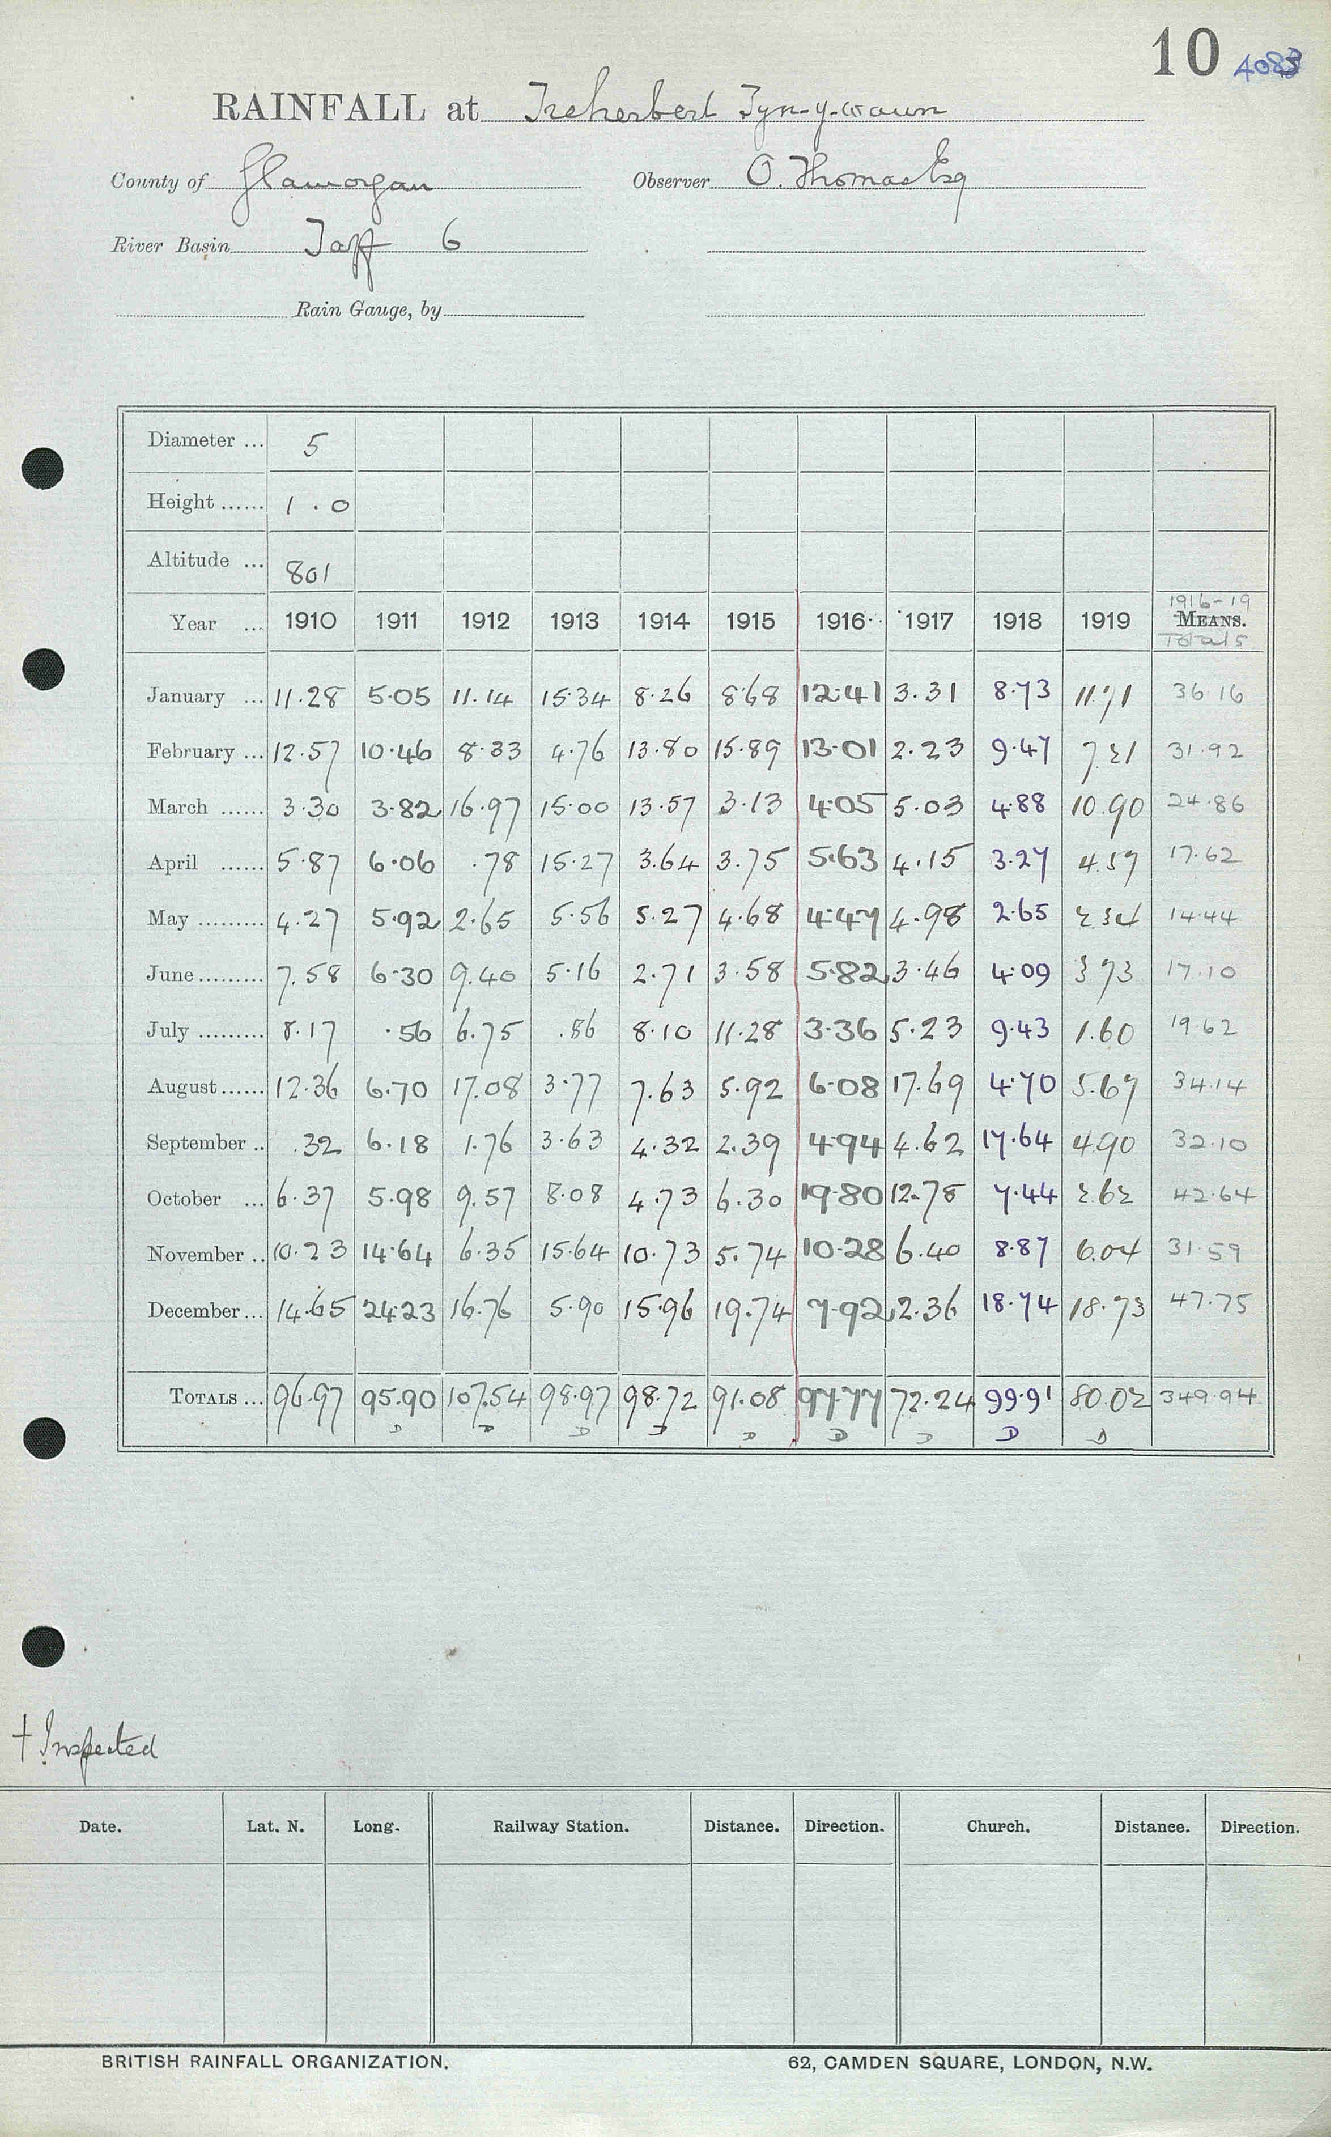 10 4083
RAINFALL at Treherbert Tyn-y-waun
County of Glamorgan Observer O. Thomas Esq
River Basin Taff 6
Rain Gauge, by
Diameter ... 5
Height ...... 1.0
Altitude ... 801
1916-19
Year ... 1910 1911 1912 1913 1914 1915 1916 1917 1918 1919 MEANS.
Totals
January ... 11.28 5.05 11.14 15.34 8.26 8.68 12.41 3.31 8.73 11.71 36.16
February ... 12.57 10.46 8.33 4.76 13.80 15.89 13.01 2.23 9.47 7.21 31.92
March ...... 3.30 3.82 16.97 15.00 13.57 3.13 4.05 5.03 4.88 10.90 24.86
April ...... 5.87 6.06 .78 15.27 3.64 3.75 5.63 4.15 3.27 4.57 17.62
May ......... 4.27 5.92 2.65 5.56 5.27 4.68 4.47 4.98 2.65 2.34 14.44
June ......... 7.58 6.30 9.40 5.16 2.71 3.58 5.82 3.46 4.09 3.73 17.10
July ......... 8.17 .56 6.75 .86 8.10 11.28 3.36 5.23 9.43 1.60 19.62
August ...... 12.36 6.70 17.08 3.77 7.63 5.92 6.08 17.69 4.70 5.67 34.14
September .. .32 6.18 1.76 3.63 4.32 2.39 4.94 4.62 17.64 4.90 32.10
October ... 6.37 5.98 9.57 8.08 4.73 6.30 19.80 12.78 7.44 2.62 42.64
November .. 10.23 14.64 6.35 15.64 10.73 5.74 10.28 6.40 8.87 6.04 31.59
December ... 14.65 24.23 16.76 5.90 15.96 19.74 7.92 2.36 18.74 18.73 47.75
TOTALS ... 96.97 95.90 107.54 98.97 98.72 91.08 97.77 72.24 99.91 80.02 349.94
D D D D D D D D D
† Inspected
Date. Lat. N. Long. Railway Station. Distance. Direction. Church. Distance. Direction.
BRITISH RAINFALL ORGANIZATION. 62, CAMDEN SQUARE, LONDON, N.W.